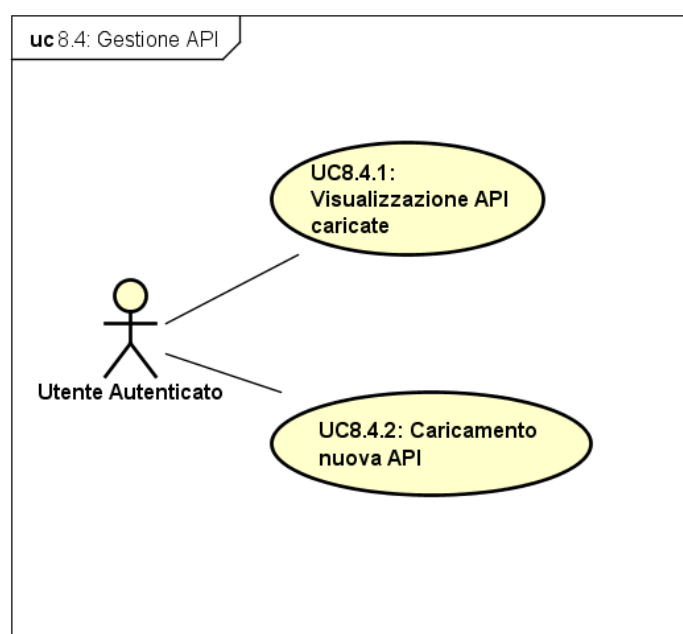 uc 8.4: Gestione API
UC8.4.1:
Visualizzazione API
caricate
Utente Autenticato
UC8.4.2: Caricamento
nuova API